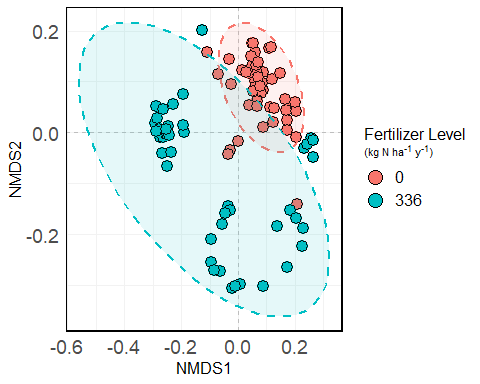 0.2
0.0
-0.2
NMDS2
-0.6
-0.4
-0.2
0.0
0.2
NMDS1
Fertilizer Level
(kg N ha⁻¹ y⁻¹)
0
336